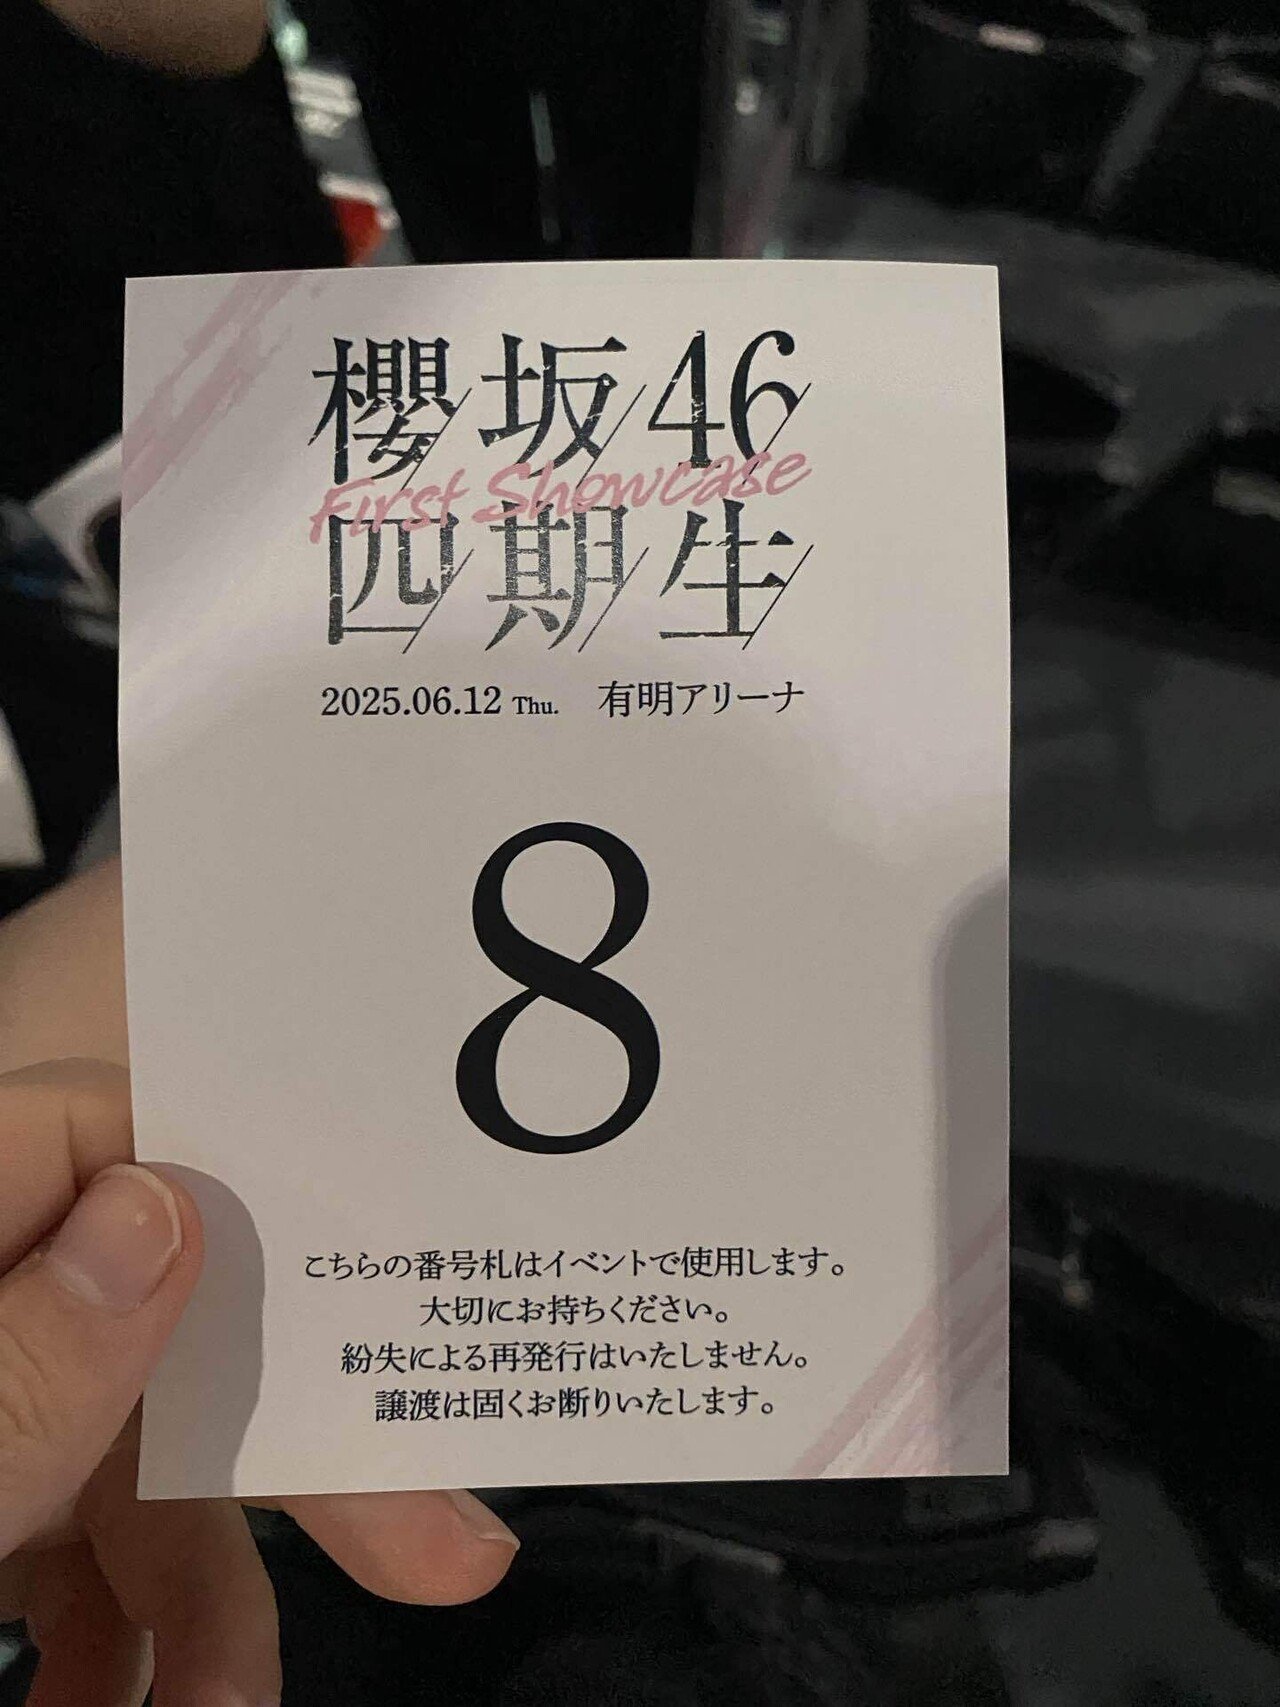 櫻坂46
First Showcase
四期生
2025.06.12 Thu. 有明アリーナ
8
こちらの番号札はイベントで使用します。
大切にお持ちください。
紛失による再発行はいたしません。
譲渡は固くお断りいたします。